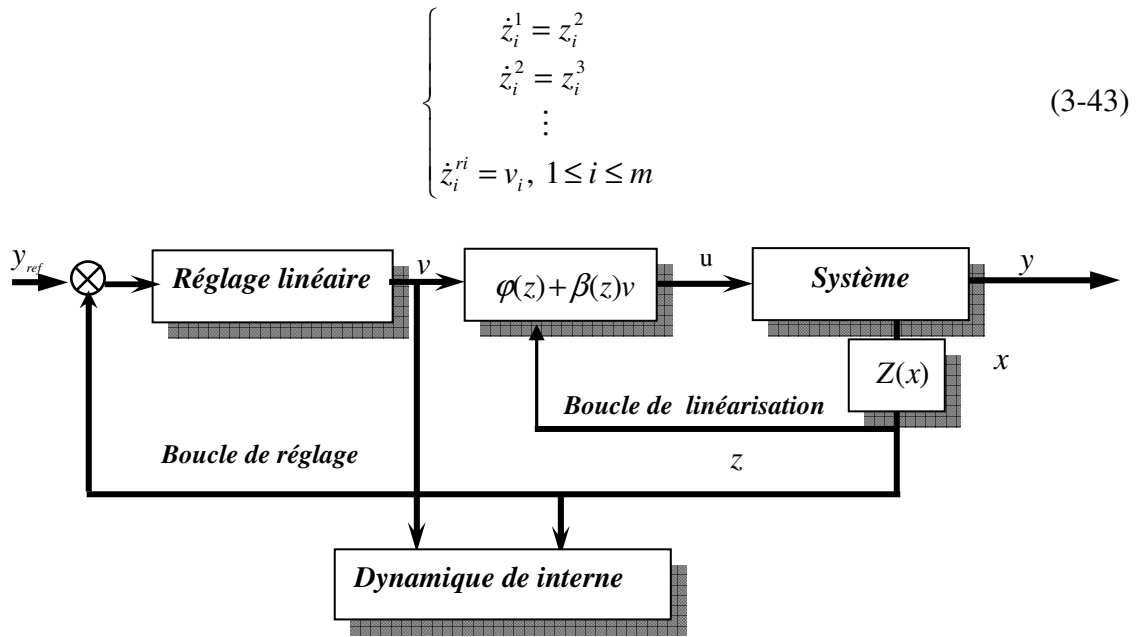 ż_i^1 = z_i^2
ż_i^2 = z_i^3
⋮
ż_i^{ri} = v_i, 1 ≤ i ≤ m
(3-43)
y_ref
Réglage linéaire
v
φ(z) + β(z)v
u
Système
y
Z(x)
x
Boucle de linéarisation
Boucle de réglage
z
Dynamique de interne